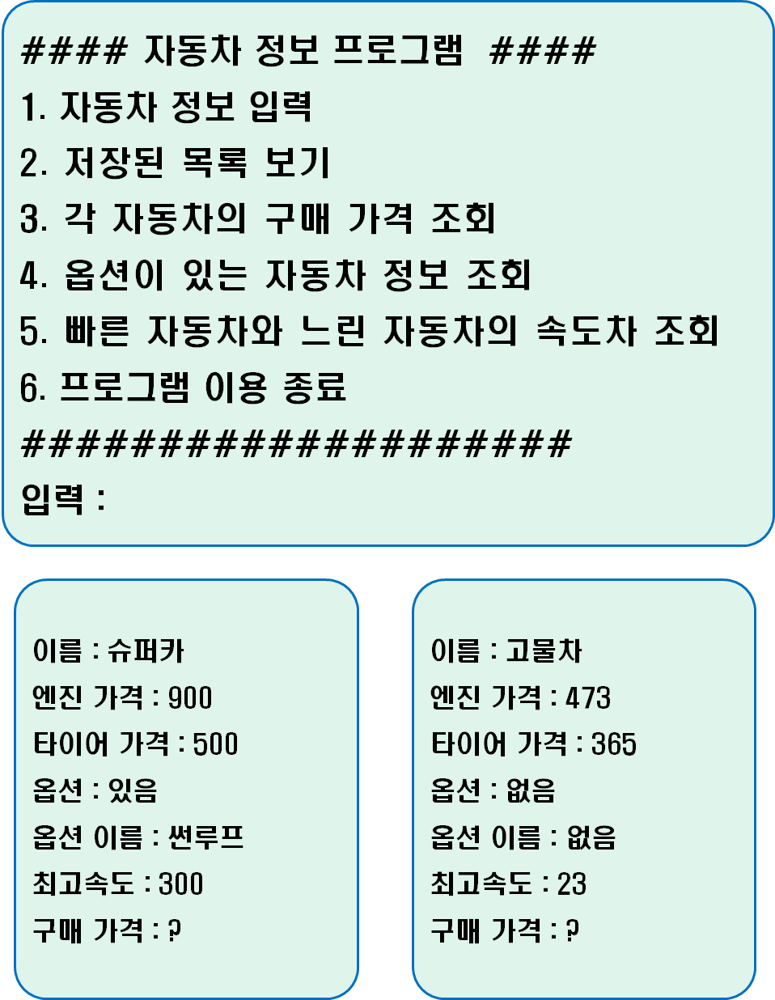 #### 자동차 정보 프로그램 ####
1. 자동차 정보 입력
2. 저장된 목록 보기
3. 각 자동차의 구매 가격 조회
4. 옵션이 있는 자동차 정보 조회
5. 빠른 자동차와 느린 자동차의 속도차 조회
6. 프로그램 이용 종료
####################
입력 :
이름 : 슈퍼카
엔진 가격 : 900
타이어 가격 : 500
옵션 : 있음
옵션 이름 : 썬루프
최고속도 : 300
구매 가격 : ?
이름 : 고물차
엔진 가격 : 473
타이어 가격 : 365
옵션 : 없음
옵션 이름 : 없음
최고속도 : 23
구매 가격 : ?